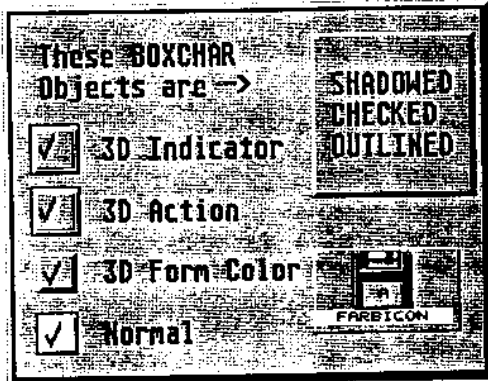 These BOXCHAR
Objects are -->
SHADOWED
CHECKED
OUTLINED
3D Indicator
3D Action
3D Form Color
Normal
FARBICON